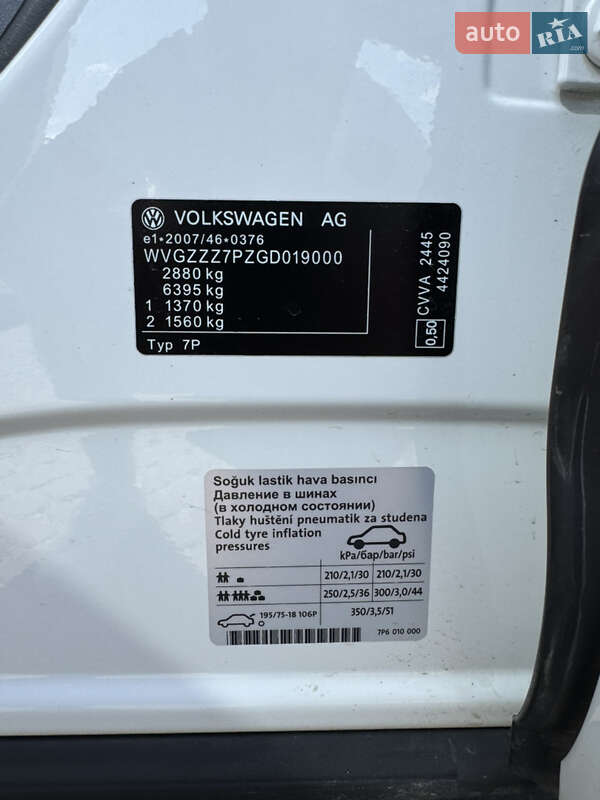 auto RIA.com
VOLKSWAGEN AG
e1*2007/46*0376
WVGZZZ7PZGD019000
2880 kg
6395 kg
1 1370 kg
2 1560 kg
Typ 7P
CVVA 2445
4424090
0,50
Soğuk lastik hava basıncı
Давление в шинах
(в холодном состоянии)
Tlaky huštění pneumatik za studena
Cold tyre inflation
pressures
kPa/бар/bar/psi
210/2,1/30 210/2,1/30
250/2,5/36 300/3,0/44
195/75-18 106P 350/3,5/51
7P6 010 000